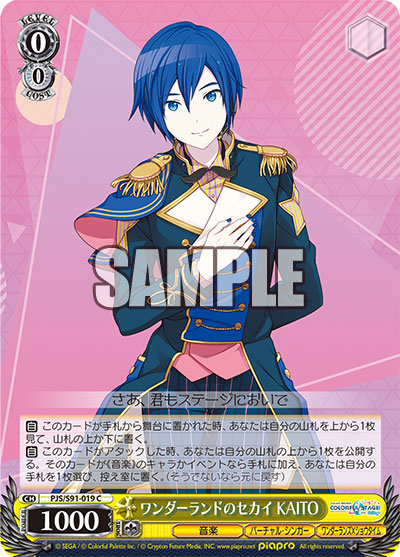 LEVEL
0
0
COST
SAMPLE
さあ、君もステージにおいで
自 このカードが手札から舞台に置かれた時、あなたは自分の山札を上から1枚
見て、山札の上か下に置く。
自 このカードがアタックした時、あなたは自分の山札の上から1枚を公開す
る。そのカードが《音楽》のキャラかイベントなら手札に加え、あなたは自分の手
札を1枚選び、控え室に置く。（そうでないなら元に戻す）
CH PJS/S91-019 C
1000
ワンダーランドのセカイ KAITO
音楽
バーチャル・シンガー
ワンダーランズ×ショウタイム
© SEGA / © Colorful Palette Inc. / © Crypton Future Media, INC. www.piapro.net piapro All rights reserved.